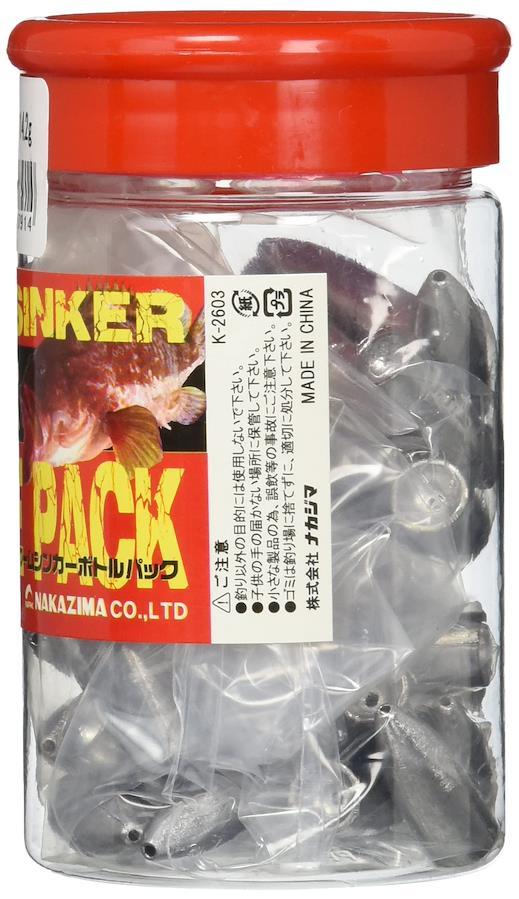 42g
0914
SINKER
PACK
ームシンカーボトルパック
NAKAZIMA CO.,LTD
K-2603
紙
プラ
⚠ご注意
●釣り以外の目的には使用しないで下さい。
●子供の手の届かない場所に保管して下さい。
●小さな製品の為、誤飲等の事故にご注意下さい。
●ゴミは釣り場に捨てずに、適切に処分して下さい。
株式会社 ナカジマ
MADE IN CHINA